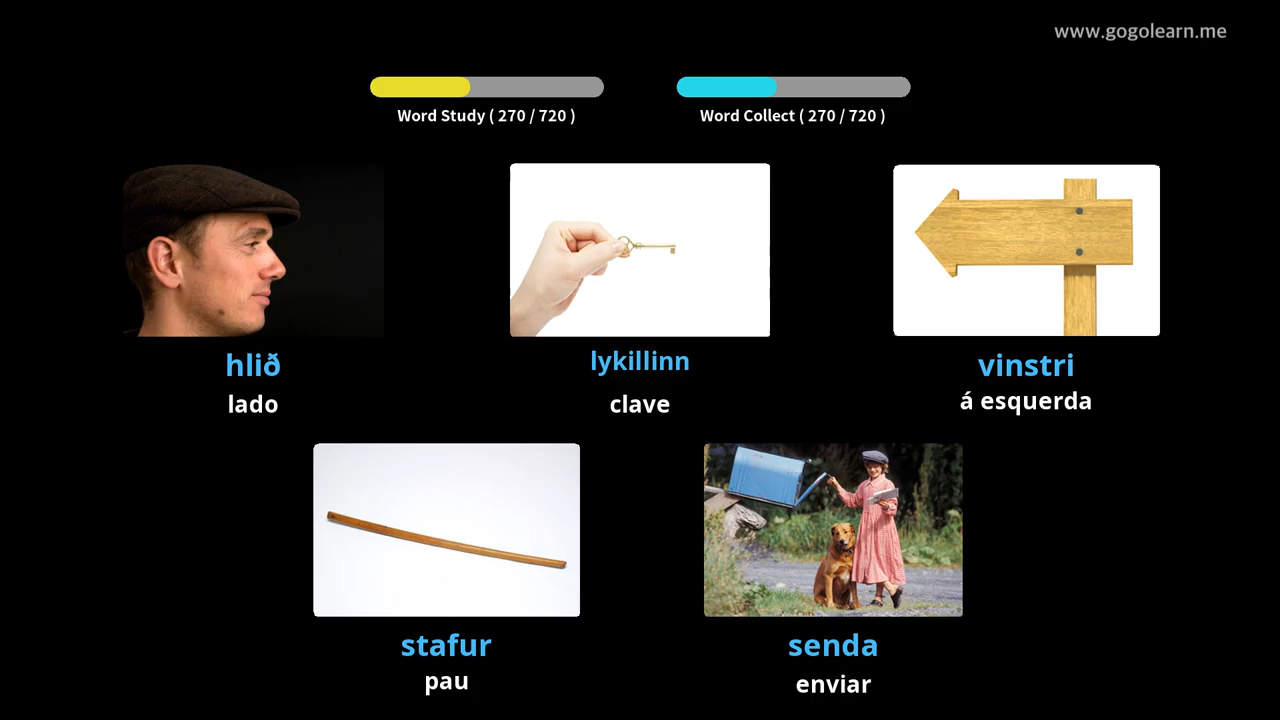 www.gogolearn.me
Word Study ( 270 / 720 )
Word Collect ( 270 / 720 )
hlið
lado
lykillinn
clave
vinstri
á esquerda
stafur
pau
senda
enviar